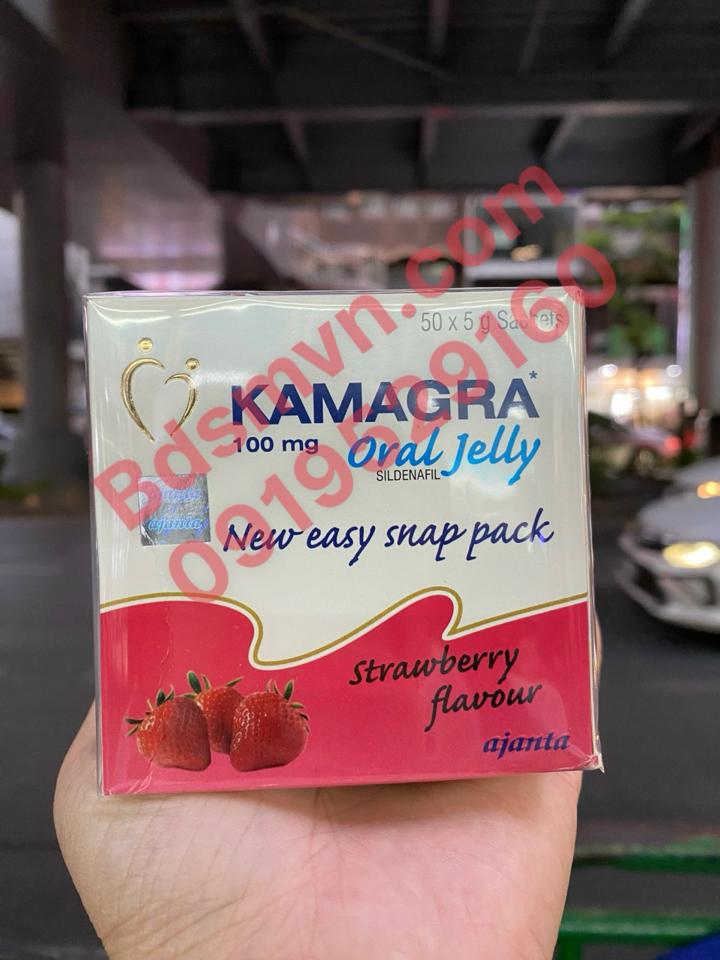 50 x 5 g Sachets
KAMAGRA*
100 mg Oral Jelly
SILDENAFIL
ajanta
New easy snap pack
strawberry
flavour
ajanta
Bdsmvn.com
0919529160